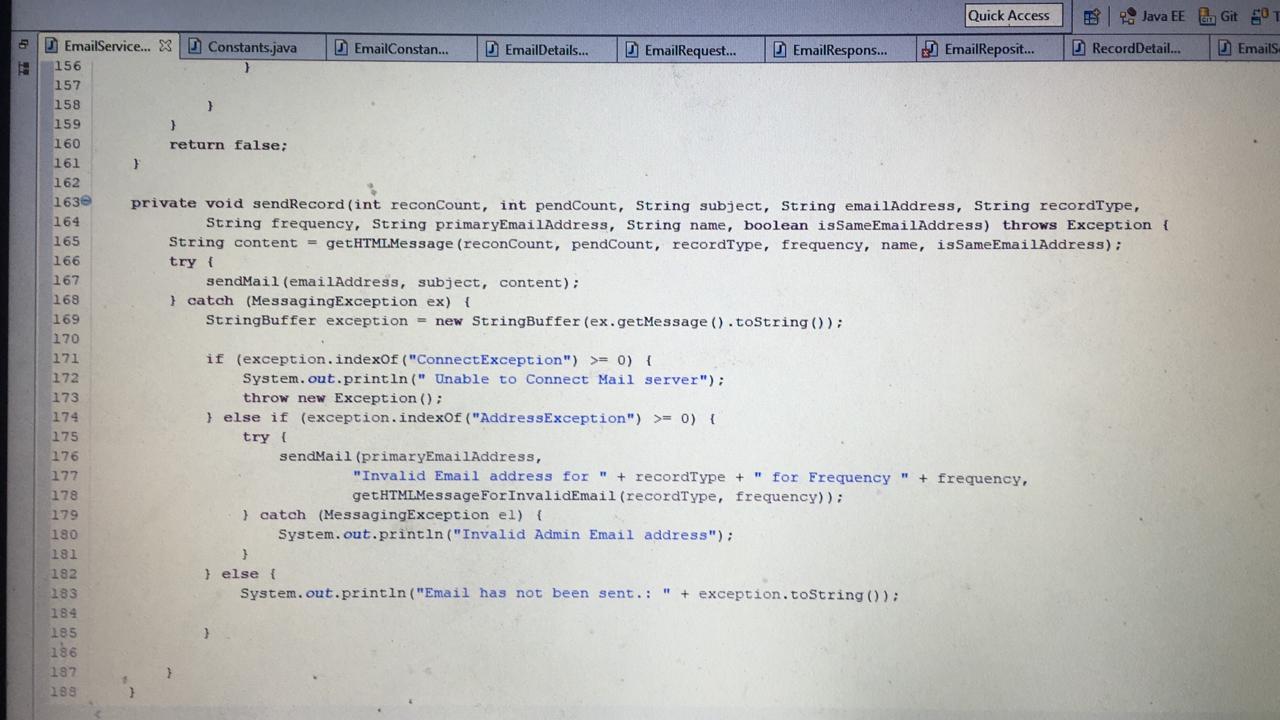 Quick Access
Java EE
Git
EmailService...
Constants.java
EmailConstan...
EmailDetails...
EmailRequest...
EmailRespons...
EmailReposit...
RecordDetail...
EmailS
156 }
157
158 }
159 }
160 return false;
161 }
162
163 private void sendRecord(int reconCount, int pendCount, String subject, String emailAddress, String recordType,
164 String frequency, String primaryEmailAddress, String name, boolean isSameEmailAddress) throws Exception {
165 String content = getHTMLMessage(reconCount, pendCount, recordType, frequency, name, isSameEmailAddress);
166 try {
167 sendMail(emailAddress, subject, content);
168 } catch (MessagingException ex) {
169 StringBuffer exception = new StringBuffer(ex.getMessage().toString());
170
171 if (exception.indexOf("ConnectException") >= 0) {
172 System.out.println(" Unable to Connect Mail server");
173 throw new Exception();
174 } else if (exception.indexOf("AddressException") >= 0) {
175 try {
176 sendMail(primaryEmailAddress,
177 "Invalid Email address for " + recordType + " for Frequency " + frequency,
178 getHTMLMessageForInvalidEmail(recordType, frequency));
179 } catch (MessagingException e1) {
180 System.out.println("Invalid Admin Email address");
181 }
182 } else {
183 System.out.println("Email has not been sent.: " + exception.toString());
184
185 }
186
187 }
188 }